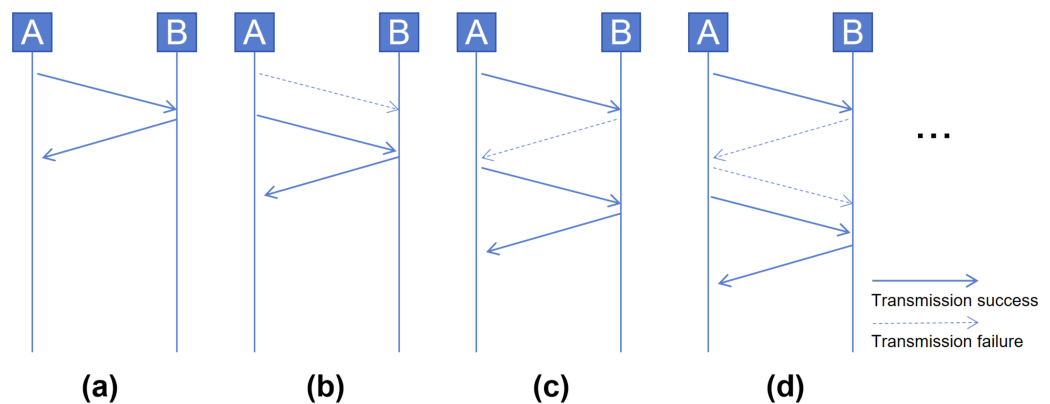 A B A B A B A B
...
Transmission success
Transmission failure
(a) (b) (c) (d)